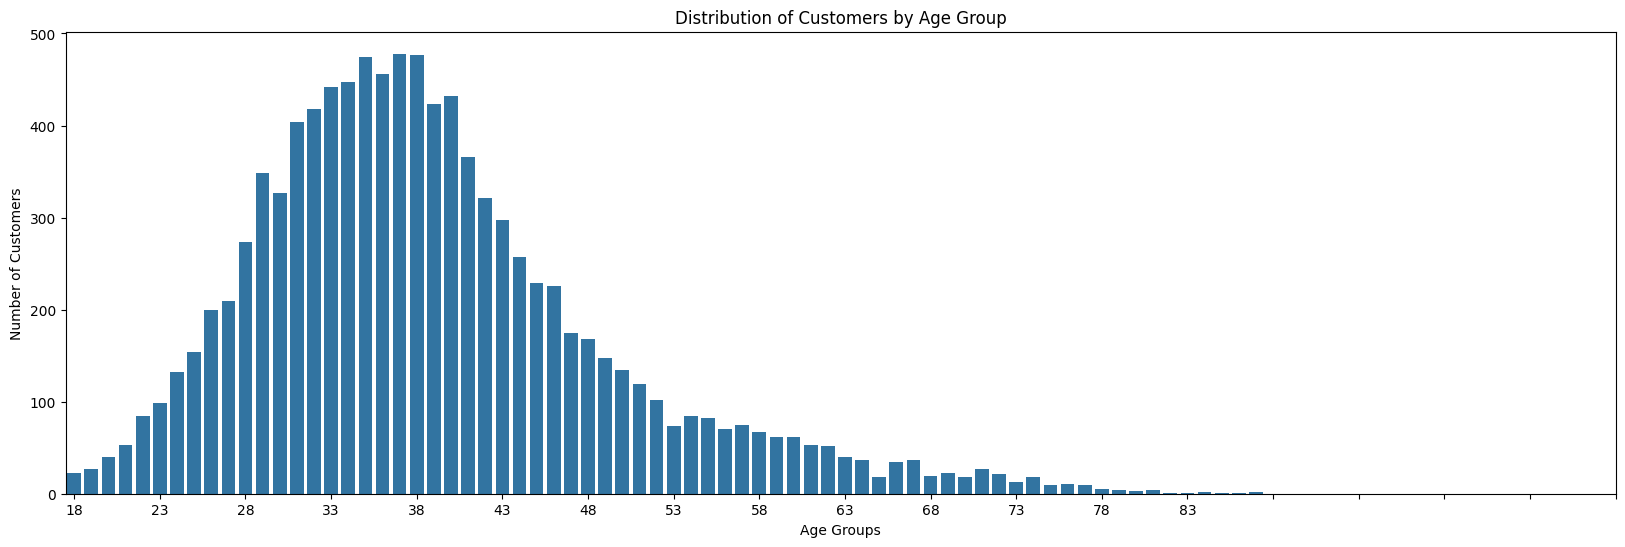 Distribution of Customers by Age Group
500
400
300
200
100
0
Number of Customers
18 23 28 33 38 43 48 53 58 63 68 73 78 83
Age Groups